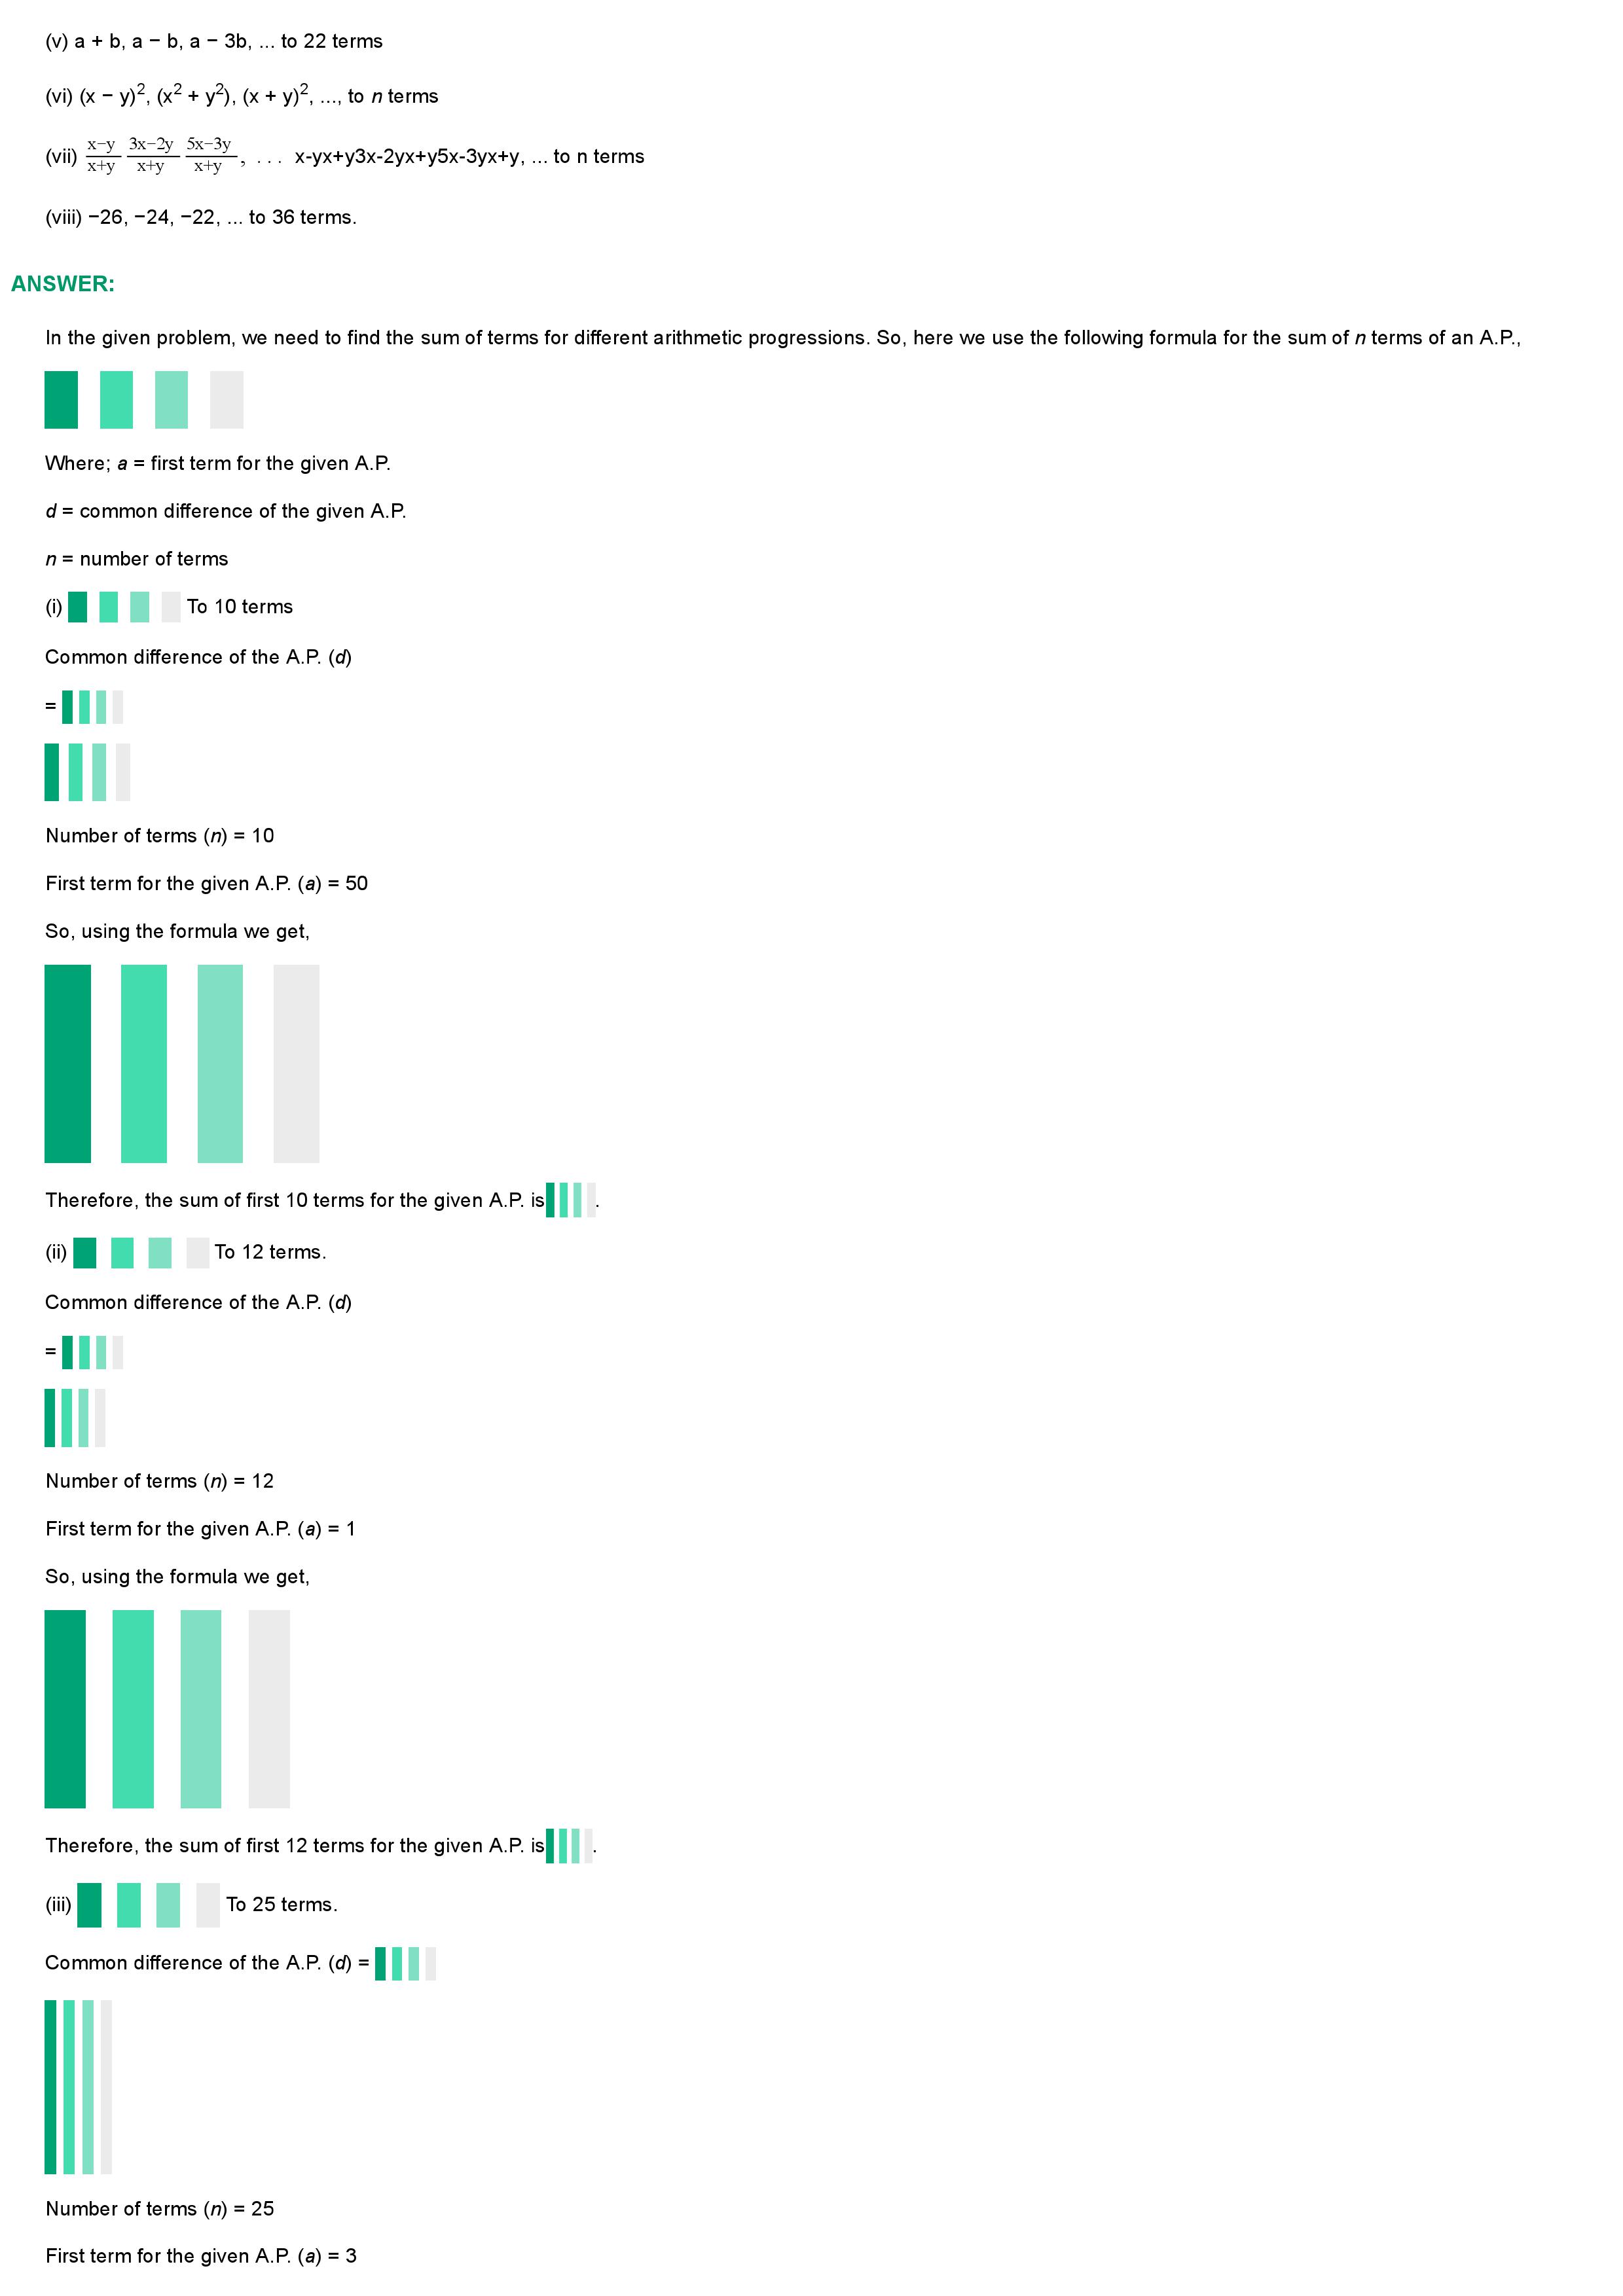 (v) a + b, a − b, a − 3b, ... to 22 terms
(vi) (x − y)², (x² + y²), (x + y)², ..., to n terms
(vii) x−y/x+y 3x−2y/x+y 5x−3y/x+y, . . . x-yx+y3x-2yx+y5x-3yx+y, ... to n terms
(viii) −26, −24, −22, ... to 36 terms.
ANSWER:
In the given problem, we need to find the sum of terms for different arithmetic progressions. So, here we use the following formula for the sum of n terms of an A.P.,
Where; a = first term for the given A.P.
d = common difference of the given A.P.
n = number of terms
(i) To 10 terms
Common difference of the A.P. (d)
=
Number of terms (n) = 10
First term for the given A.P. (a) = 50
So, using the formula we get,
Therefore, the sum of first 10 terms for the given A.P. is .
(ii) To 12 terms.
Common difference of the A.P. (d)
=
Number of terms (n) = 12
First term for the given A.P. (a) = 1
So, using the formula we get,
Therefore, the sum of first 12 terms for the given A.P. is .
(iii) To 25 terms.
Common difference of the A.P. (d) =
Number of terms (n) = 25
First term for the given A.P. (a) = 3